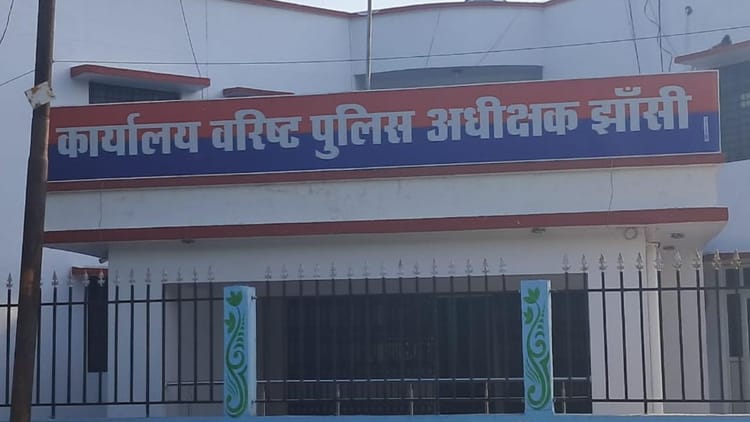 कार्यालय वरिष्ट पुलिस अधीक्षक झाँसी